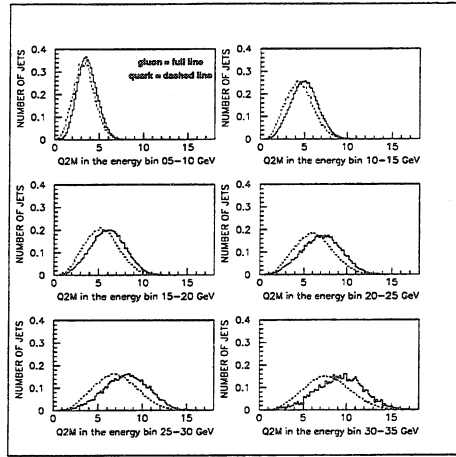 NUMBER OF JETS
0.4
0.3
0.2
0.1
0
0 5 10 15
gluon = full line
quark = dashed line
Q2M in the energy bin 05-10 GeV
NUMBER OF JETS
0.4
0.3
0.2
0.1
0
0 5 10 15
Q2M in the energy bin 10-15 GeV
NUMBER OF JETS
0.4
0.3
0.2
0.1
0
0 5 10 15
Q2M in the energy bin 15-20 GeV
NUMBER OF JETS
0.4
0.3
0.2
0.1
0
0 5 10 15
Q2M in the energy bin 20-25 GeV
NUMBER OF JETS
0.4
0.3
0.2
0.1
0
0 5 10 15
Q2M in the energy bin 25-30 GeV
NUMBER OF JETS
0.4
0.3
0.2
0.1
0
0 5 10 15
Q2M in the energy bin 30-35 GeV